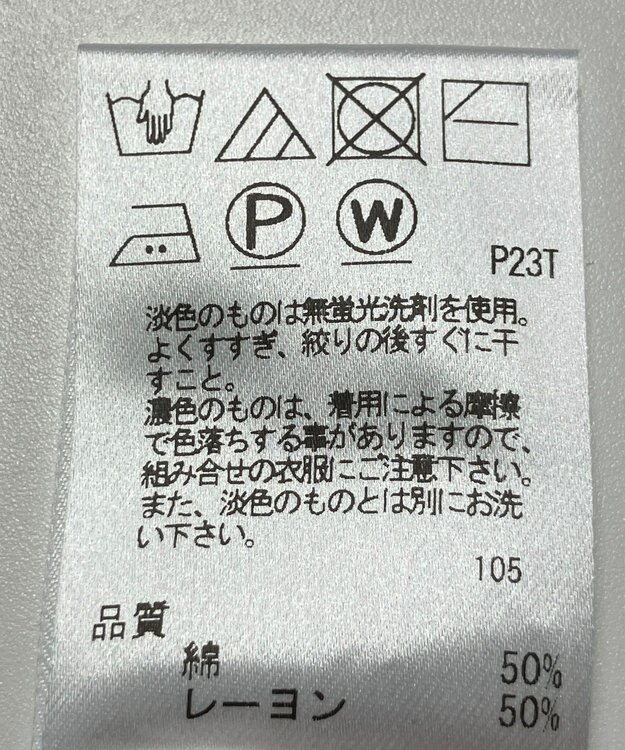 P
W
P23T
淡色のものは無蛍光洗剤を使用。
よくすすぎ、絞りの後すぐに干
すこと。
濃色のものは、着用による摩擦
で色落ちする事がありますので、
組み合せの衣服にご注意下さい。
また、淡色のものとは別にお洗
い下さい。
105
品質
綿 50%
レーヨン 50%